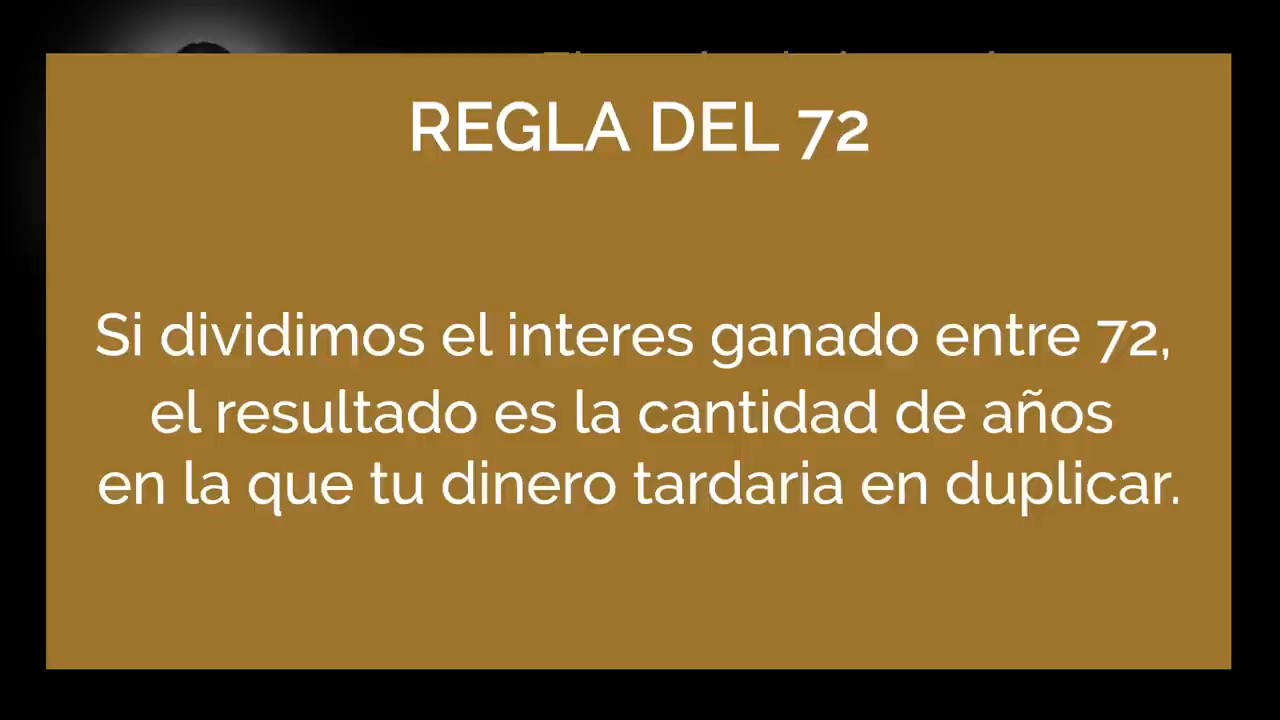 REGLA DEL 72
Si dividimos el interes ganado entre 72,
el resultado es la cantidad de años
en la que tu dinero tardaria en duplicar.